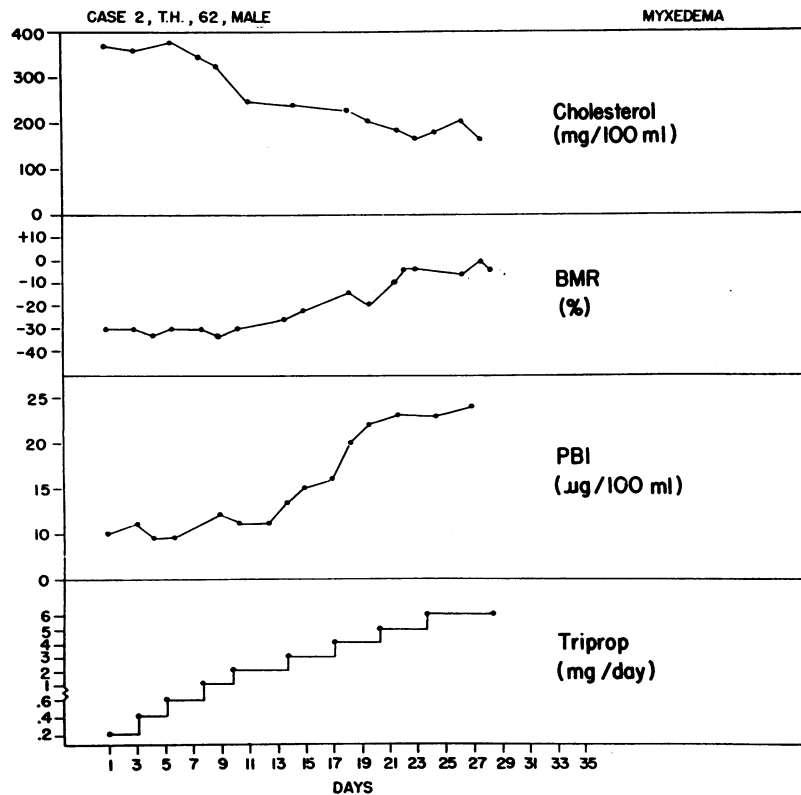 CASE 2, T.H., 62, MALE
MYXEDEMA
400
300
200
100
0
Cholesterol
(mg/100 ml)
+10
0
-10
-20
-30
-40
BMR
(%)
25
20
15
10
0
PBI
(µg/100 ml)
6
5
4
3
2
1
.6
.4
.2
Triprop
(mg/day)
1 3 5 7 9 11 13 15 17 19 21 23 25 27 29 31 33 35
DAYS